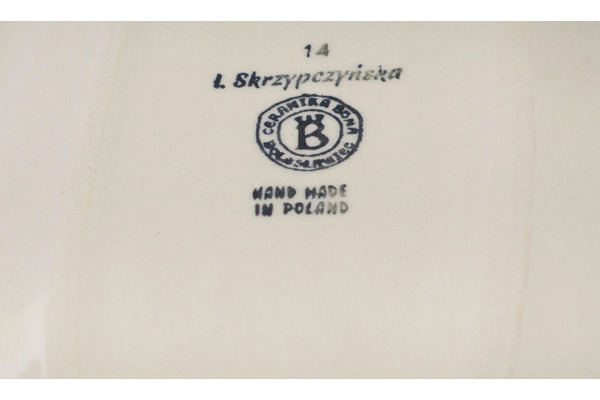 14
I. Skrzypczyńska
CERAMIKA BONA
BOLESŁAWIEC
B
HAND MADE
IN POLAND